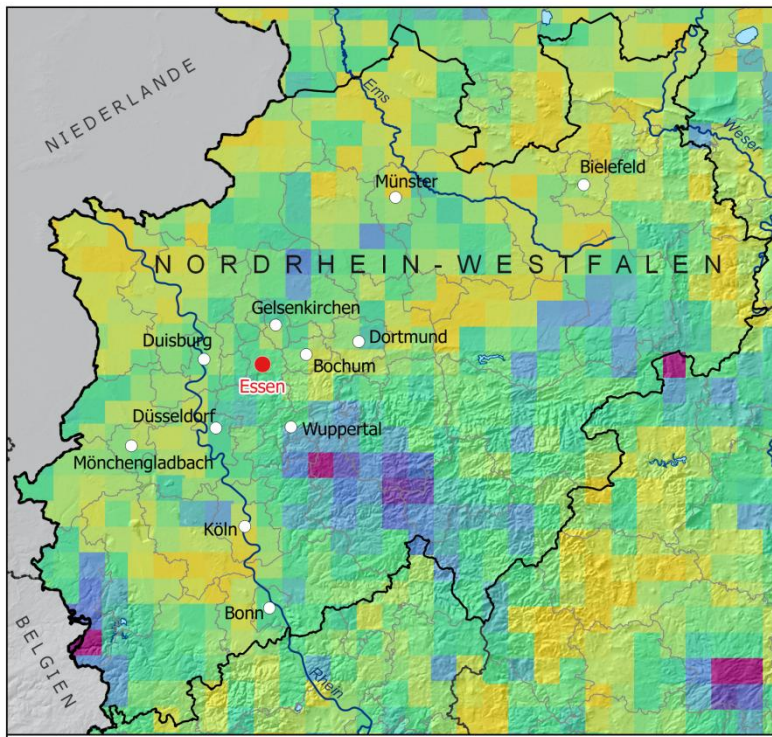 NIEDERLANDE
Ems
Weser
Bielefeld
Münster
NORDRHEIN-WESTFALEN
Gelsenkirchen
Duisburg
Dortmund
Bochum
Essen
Düsseldorf
Wuppertal
Mönchengladbach
Köln
Bonn
BELGIEN
Rhein